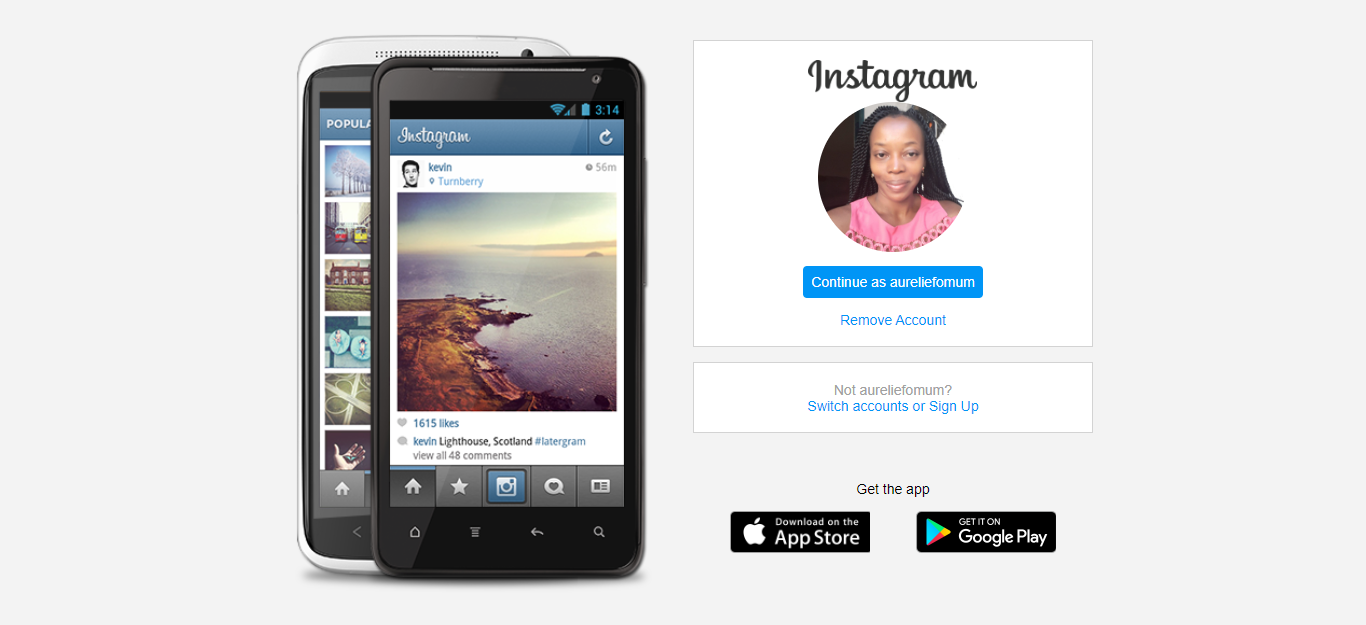 POPULA
3:14
Instagram
kevin
56m
Turnberry
1615 likes
kevin Lighthouse, Scotland #latergram
view all 48 comments
Instagram
Continue as aureliefomum
Remove Account
Not aureliefomum?
Switch accounts or Sign Up
Get the app
Download on the
App Store
GET IT ON
Google Play